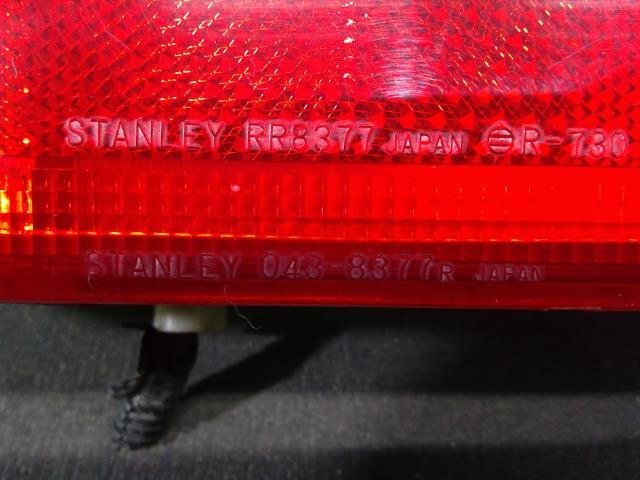 STANLEY RR8377 JAPAN ⊜R-730
STANLEY 043-8377R JAPAN